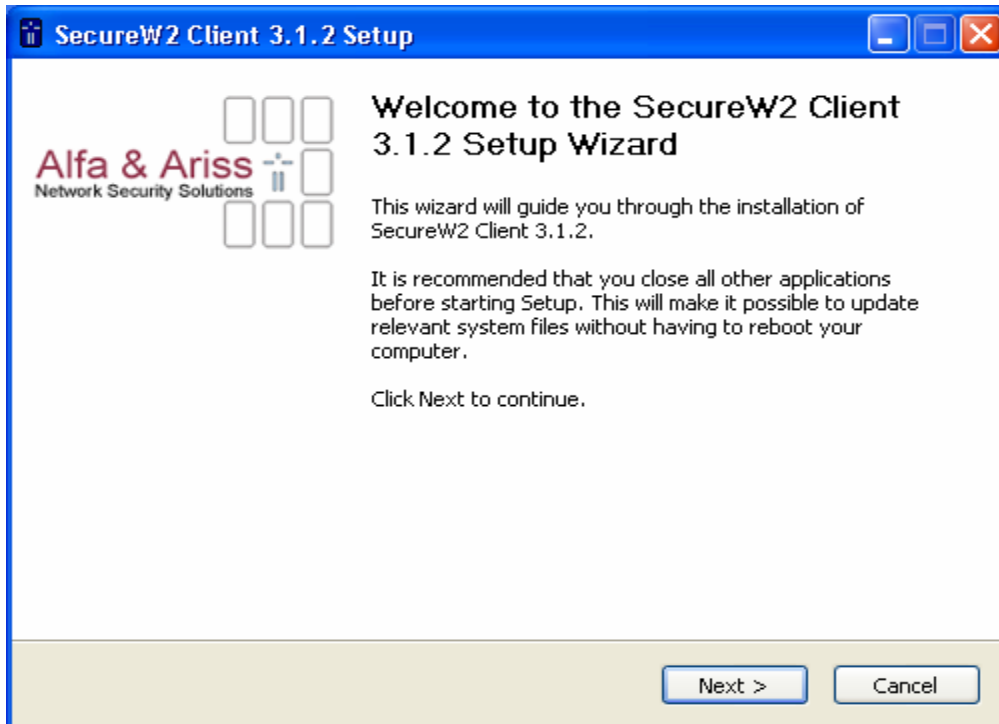 SecureW2 Client 3.1.2 Setup
Alfa & Ariss
Network Security Solutions
Welcome to the SecureW2 Client
3.1.2 Setup Wizard
This wizard will guide you through the installation of
SecureW2 Client 3.1.2.
It is recommended that you close all other applications
before starting Setup. This will make it possible to update
relevant system files without having to reboot your
computer.
Click Next to continue.
Next >
Cancel